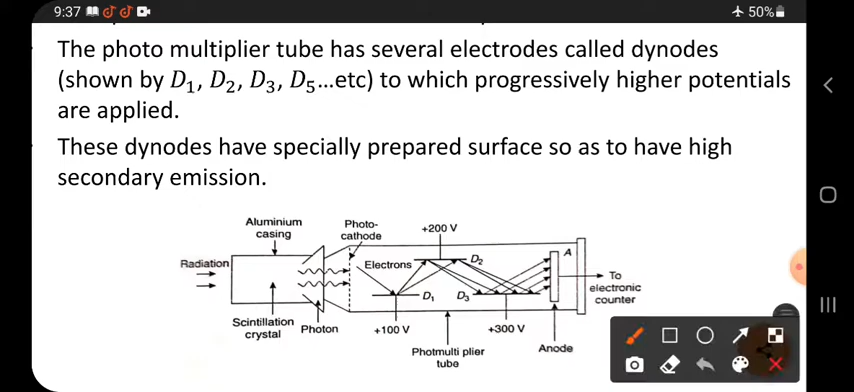 9:37
50%
The photo multiplier tube has several electrodes called dynodes
(shown by D₁, D₂, D₃, D₅...etc) to which progressively higher potentials
are applied.
These dynodes have specially prepared surface so as to have high
secondary emission.
Aluminium
casing
Photo-
cathode
+200 V
Radiation
Electrons
D₂
A
To
electronic
counter
D₁
D₃
Scintillation
crystal
Photon
+100 V
+300 V
Photmulti plier
tube
Anode